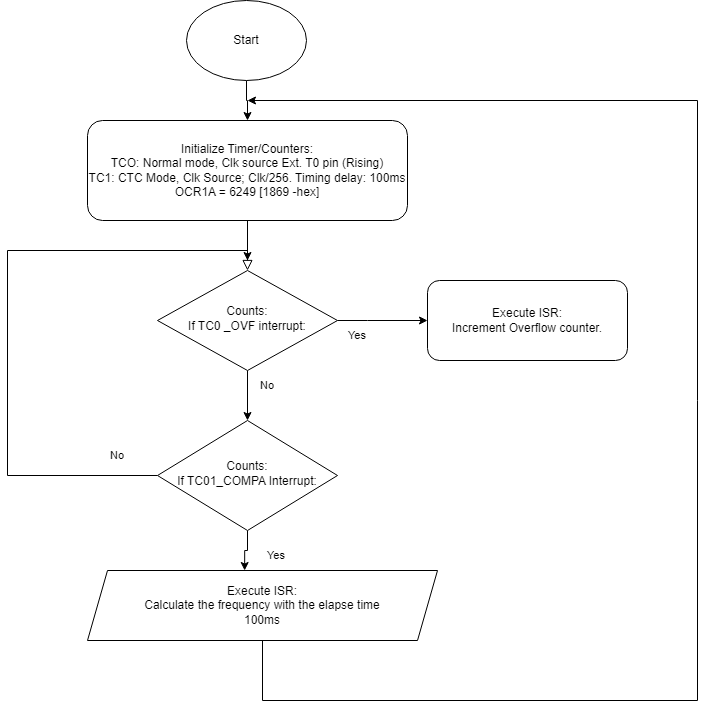 Start
Initialize Timer/Counters:
TCO: Normal mode, Clk source Ext. T0 pin (Rising)
TC1: CTC Mode, Clk Source; Clk/256. Timing delay: 100ms
OCR1A = 6249 [1869 -hex]
Counts:
If TC0 _OVF interrupt:
Yes
Execute ISR:
Increment Overflow counter.
No
Counts:
If TC01_COMPA Interrupt:
No
Yes
Execute ISR:
Calculate the frequency with the elapse time
100ms